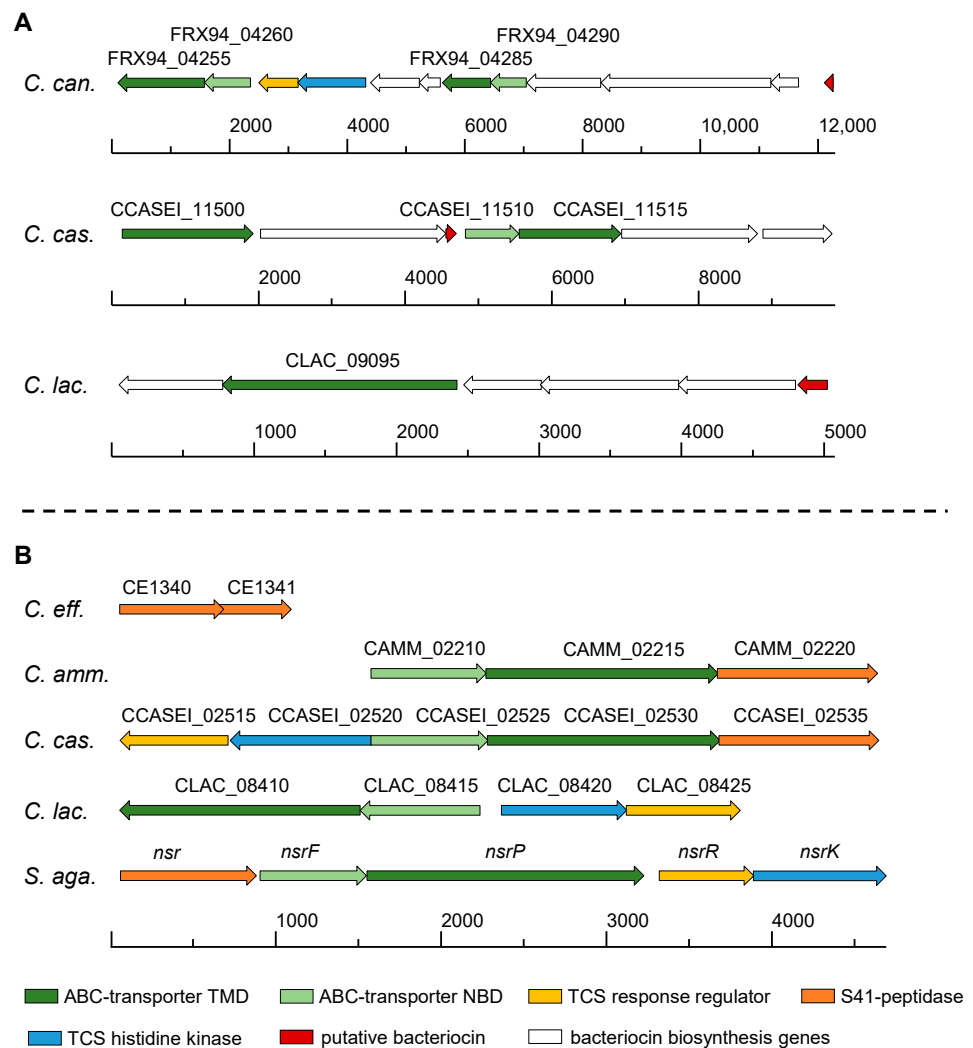 A
FRX94_04260 FRX94_04290
FRX94_04255 FRX94_04285
C. can.
2000 4000 6000 8000 10,000 12,000
CCASEI_11500 CCASEI_11510 CCASEI_11515
C. cas.
2000 4000 6000 8000
CLAC_09095
C. lac.
1000 2000 3000 4000 5000
B
CE1340 CE1341
C. eff.
CAMM_02210 CAMM_02215 CAMM_02220
C. amm.
CCASEI_02515 CCASEI_02520 CCASEI_02525 CCASEI_02530 CCASEI_02535
C. cas.
CLAC_08410 CLAC_08415 CLAC_08420 CLAC_08425
C. lac.
nsr nsrF nsrP nsrR nsrK
S. aga.
1000 2000 3000 4000
ABC-transporter TMD ABC-transporter NBD TCS response regulator S41-peptidase
TCS histidine kinase putative bacteriocin bacteriocin biosynthesis genes